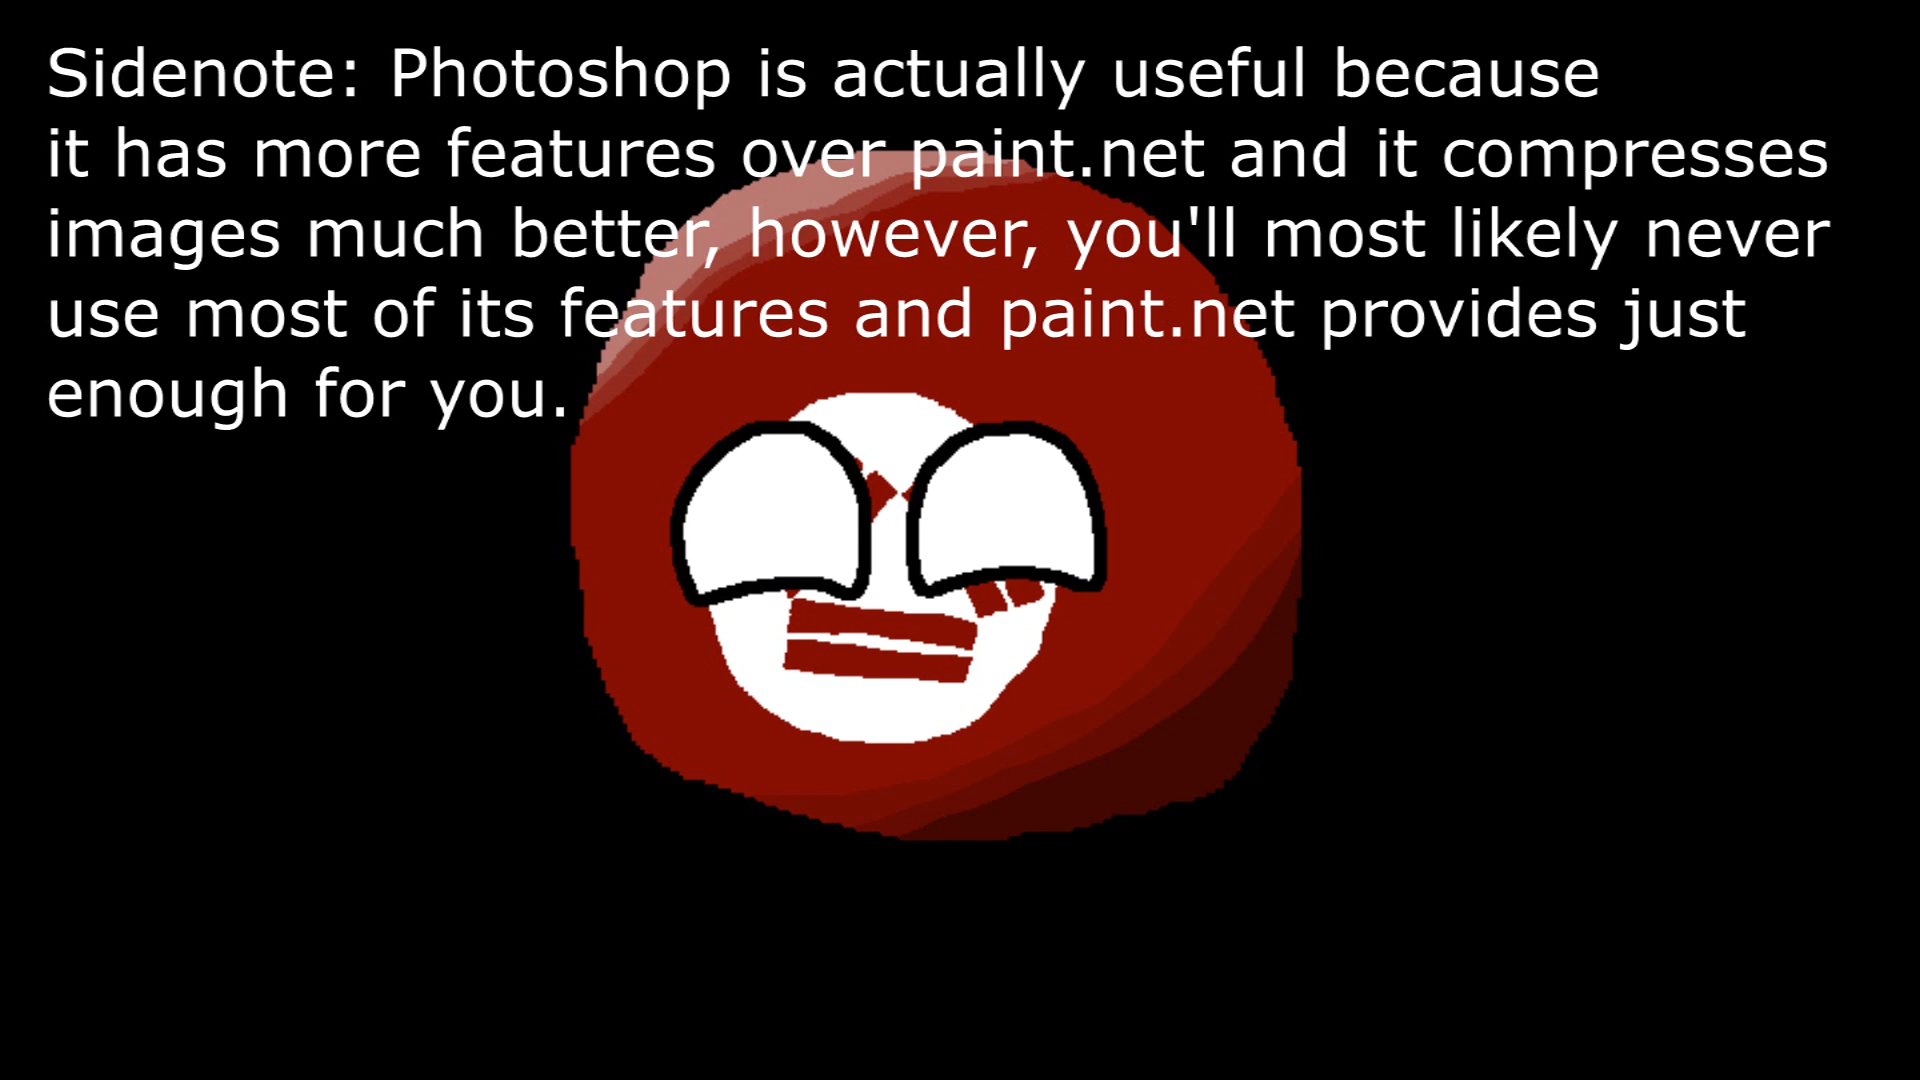 Sidenote: Photoshop is actually useful because
it has more features over paint.net and it compresses
images much better, however, you'll most likely never
use most of its features and paint.net provides just
enough for you.